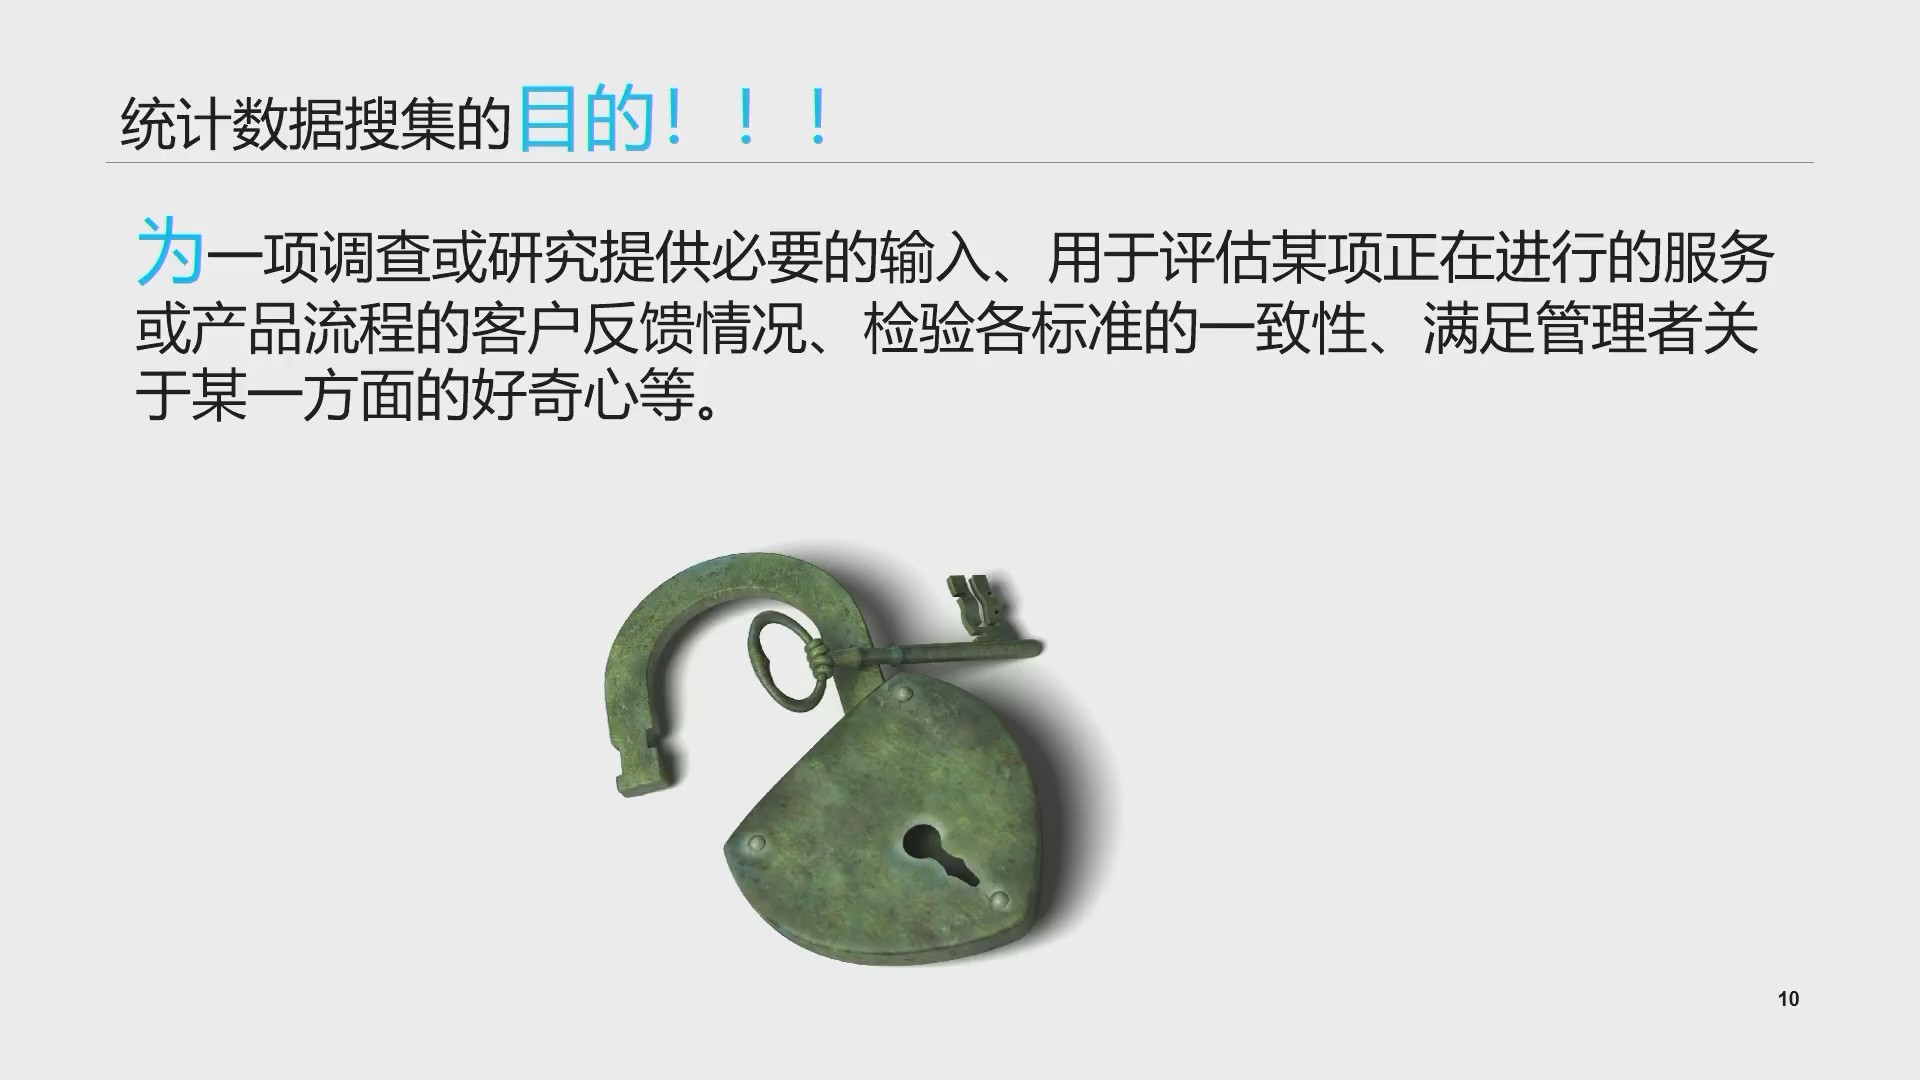 统计数据搜集的目的！！！
为一项调查或研究提供必要的输入、用于评估某项正在进行的服务
或产品流程的客户反馈情况、检验各标准的一致性、满足管理者关
于某一方面的好奇心等。
10